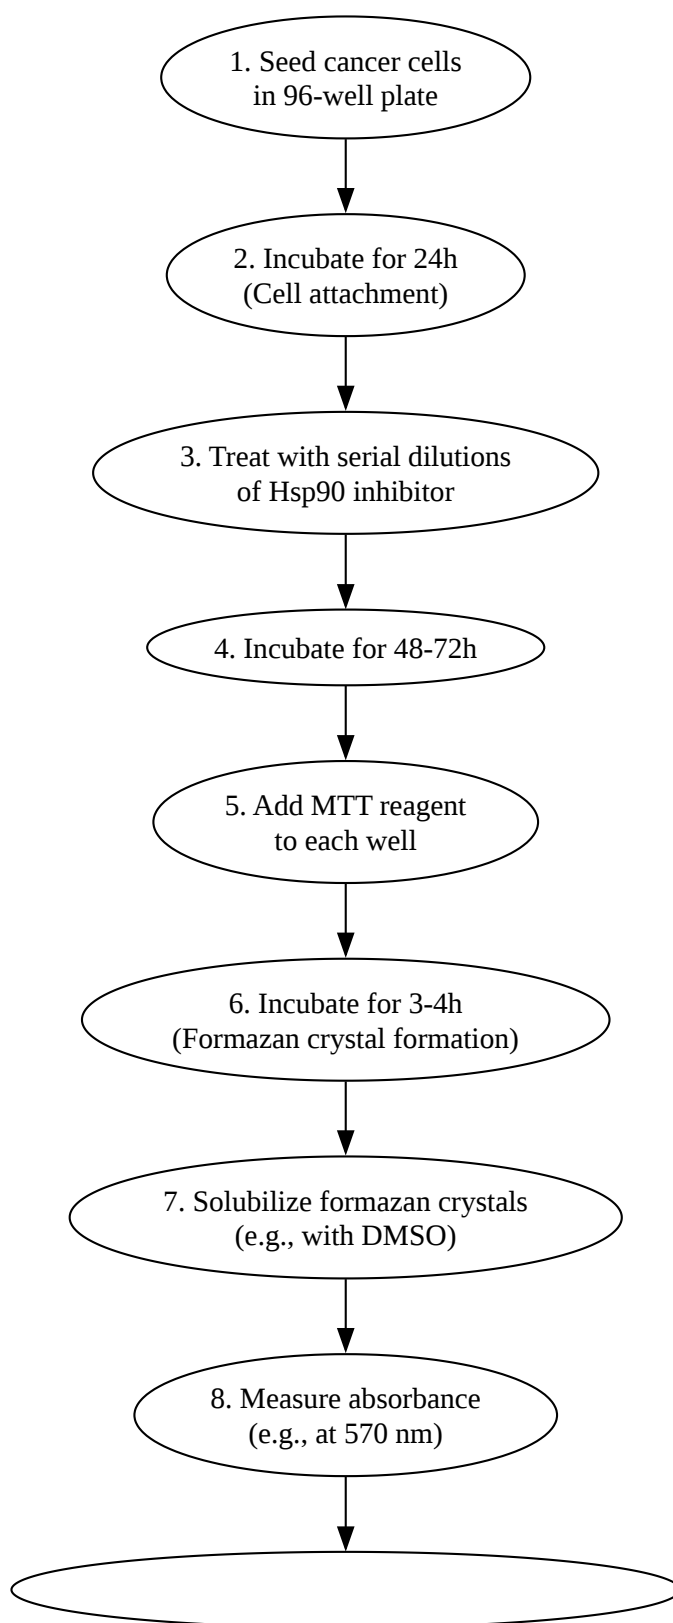 1. Seed cancer cells
in 96-well plate
2. Incubate for 24h
(Cell attachment)
3. Treat with serial dilutions
of Hsp90 inhibitor
4. Incubate for 48-72h
5. Add MTT reagent
to each well
6. Incubate for 3-4h
(Formazan crystal formation)
7. Solubilize formazan crystals
(e.g., with DMSO)
8. Measure absorbance
(e.g., at 570 nm)